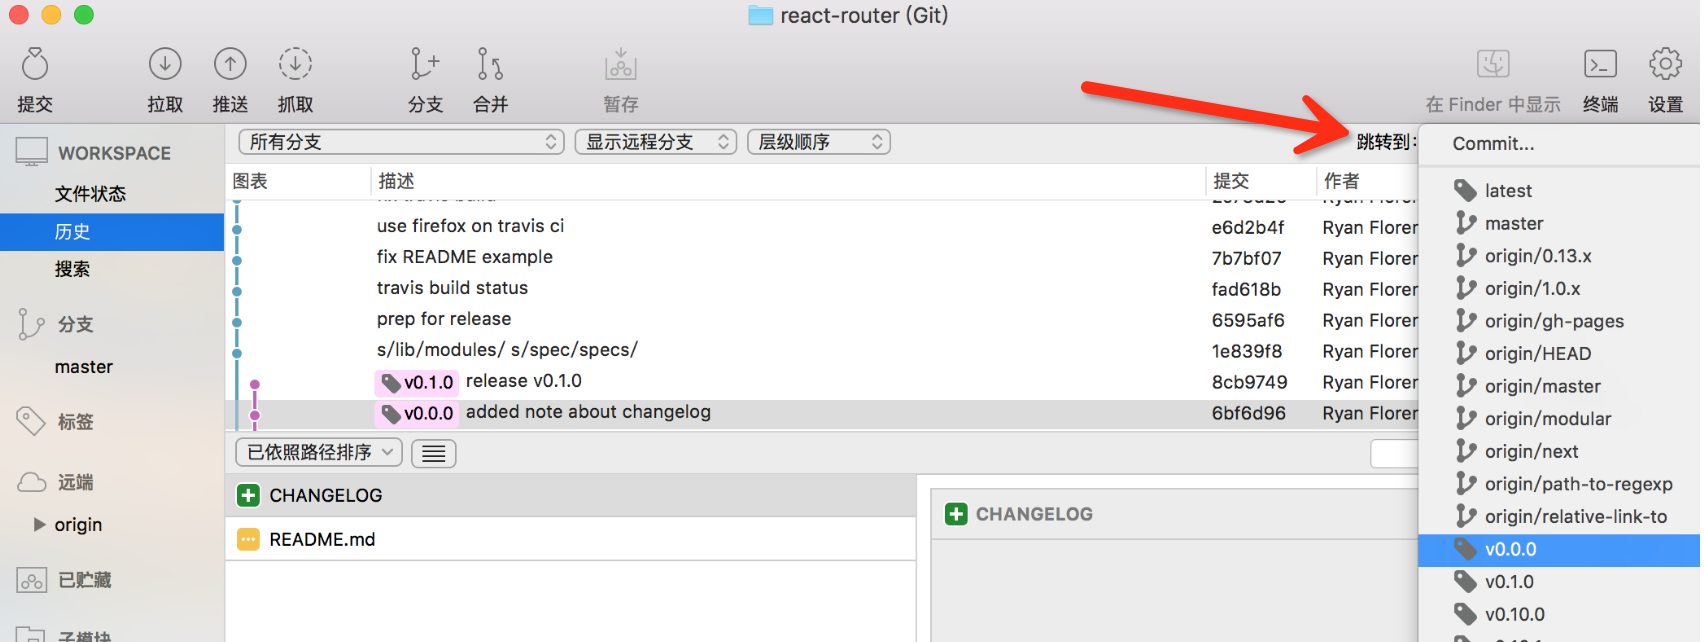 react-router (Git)
提交
拉取
推送
抓取
分支
合并
暂存
在 Finder 中显示
终端
设置
WORKSPACE
文件状态
历史
搜索
分支
master
标签
远端
origin
已贮藏
子模块
所有分支
显示远程分支
层级顺序
跳转到:
图表 描述 提交 作者
fix travis build
use firefox on travis ci e6d2b4f Ryan Florer
fix README example 7b7bf07 Ryan Florer
travis build status fad618b Ryan Florer
prep for release 6595af6 Ryan Florer
s/lib/modules/ s/spec/specs/ 1e839f8 Ryan Florer
v0.1.0 release v0.1.0 8cb9749 Ryan Florer
v0.0.0 added note about changelog 6bf6d96 Ryan Florer
已依照路径排序
CHANGELOG
README.md
CHANGELOG
Commit...
latest
master
origin/0.13.x
origin/1.0.x
origin/gh-pages
origin/HEAD
origin/master
origin/modular
origin/next
origin/path-to-regexp
origin/relative-link-to
v0.0.0
v0.1.0
v0.10.0